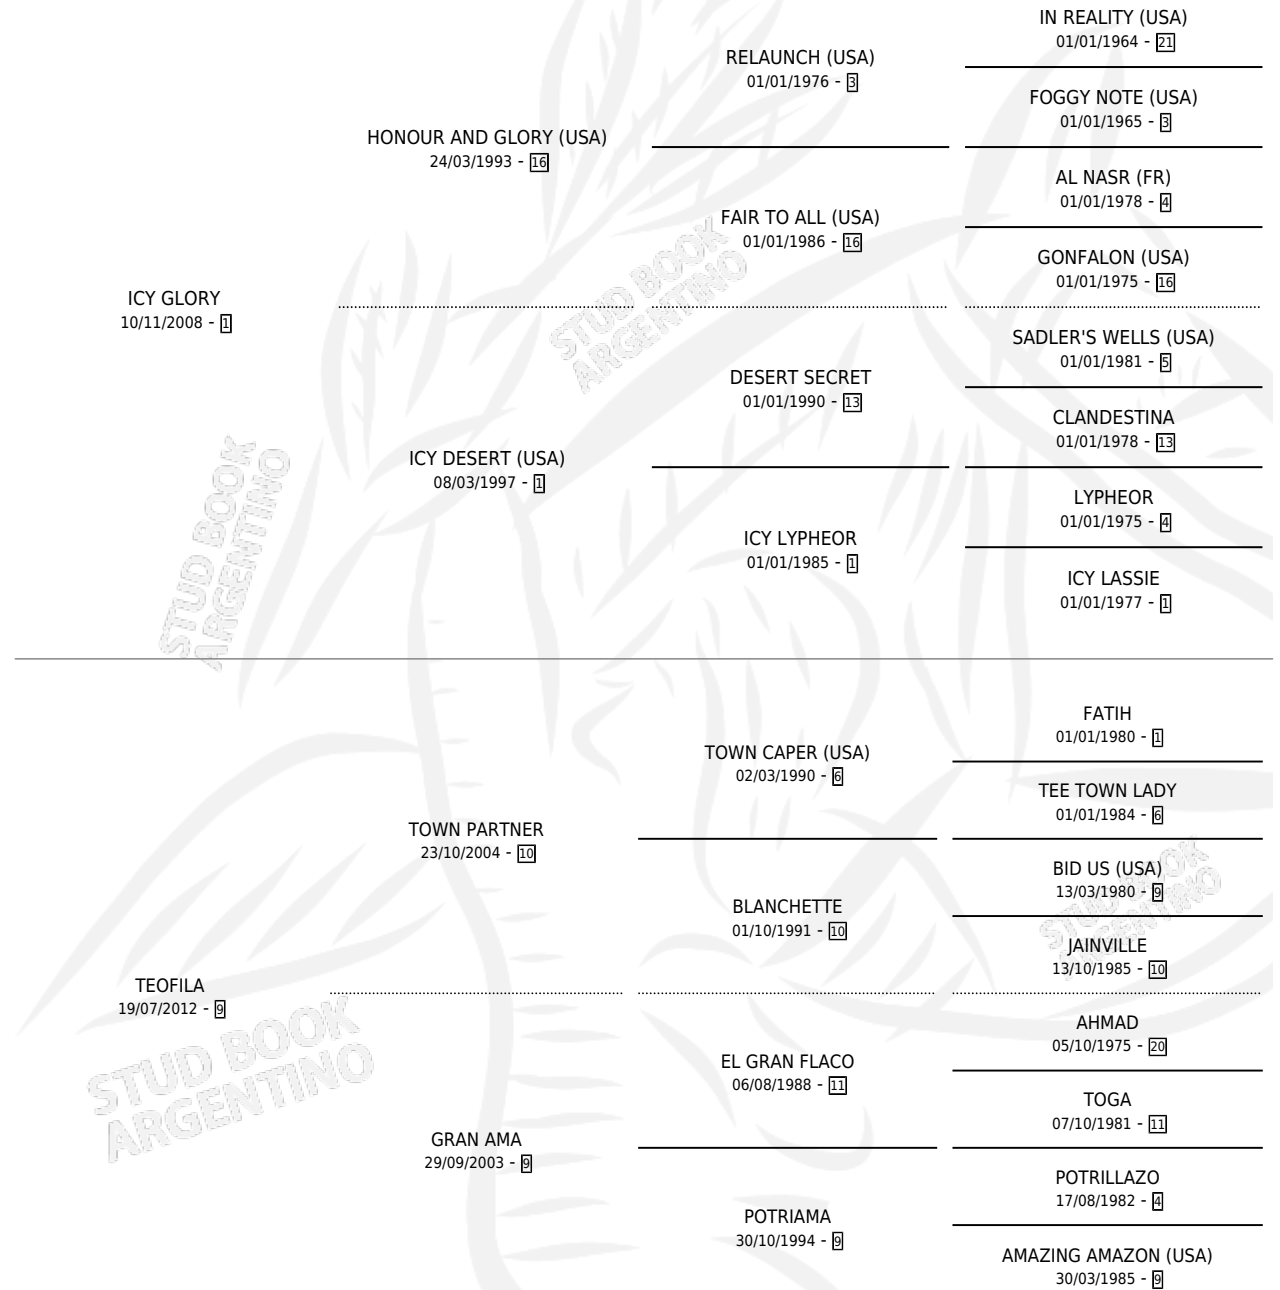 IN REALITY (USA)
01/01/1964 - 21
RELAUNCH (USA)
01/01/1976 - 3
FOGGY NOTE (USA)
01/01/1965 - 3
HONOUR AND GLORY (USA)
24/03/1993 - 16
AL NASR (FR)
01/01/1978 - 4
FAIR TO ALL (USA)
01/01/1986 - 16
GONFALON (USA)
01/01/1975 - 16
ICY GLORY
10/11/2008 - 1
STUD BOOK
ARGENTINO
SADLER'S WELLS (USA)
01/01/1981 - 5
DESERT SECRET
01/01/1990 - 13
CLANDESTINA
01/01/1978 - 13
ICY DESERT (USA)
08/03/1997 - 1
LYPHEOR
01/01/1975 - 4
ICY LYPHEOR
01/01/1985 - 1
ICY LASSIE
01/01/1977 - 1
STUD BOOK
ARGENTINO
FATIH
01/01/1980 - 1
TOWN CAPER (USA)
02/03/1990 - 6
TEE TOWN LADY
01/01/1984 - 6
TOWN PARTNER
23/10/2004 - 10
BID US (USA)
13/03/1980 - 9
BLANCHETTE
01/10/1991 - 10
STUD BOOK
ARGENTINO
JAINVILLE
13/10/1985 - 10
TEOFILA
19/07/2012 - 9
STUD BOOK
ARGENTINO
AHMAD
05/10/1975 - 20
EL GRAN FLACO
06/08/1988 - 11
TOGA
07/10/1981 - 11
GRAN AMA
29/09/2003 - 9
POTRILLAZO
17/08/1982 - 4
POTRIAMA
30/10/1994 - 9
AMAZING AMAZON (USA)
30/03/1985 - 9